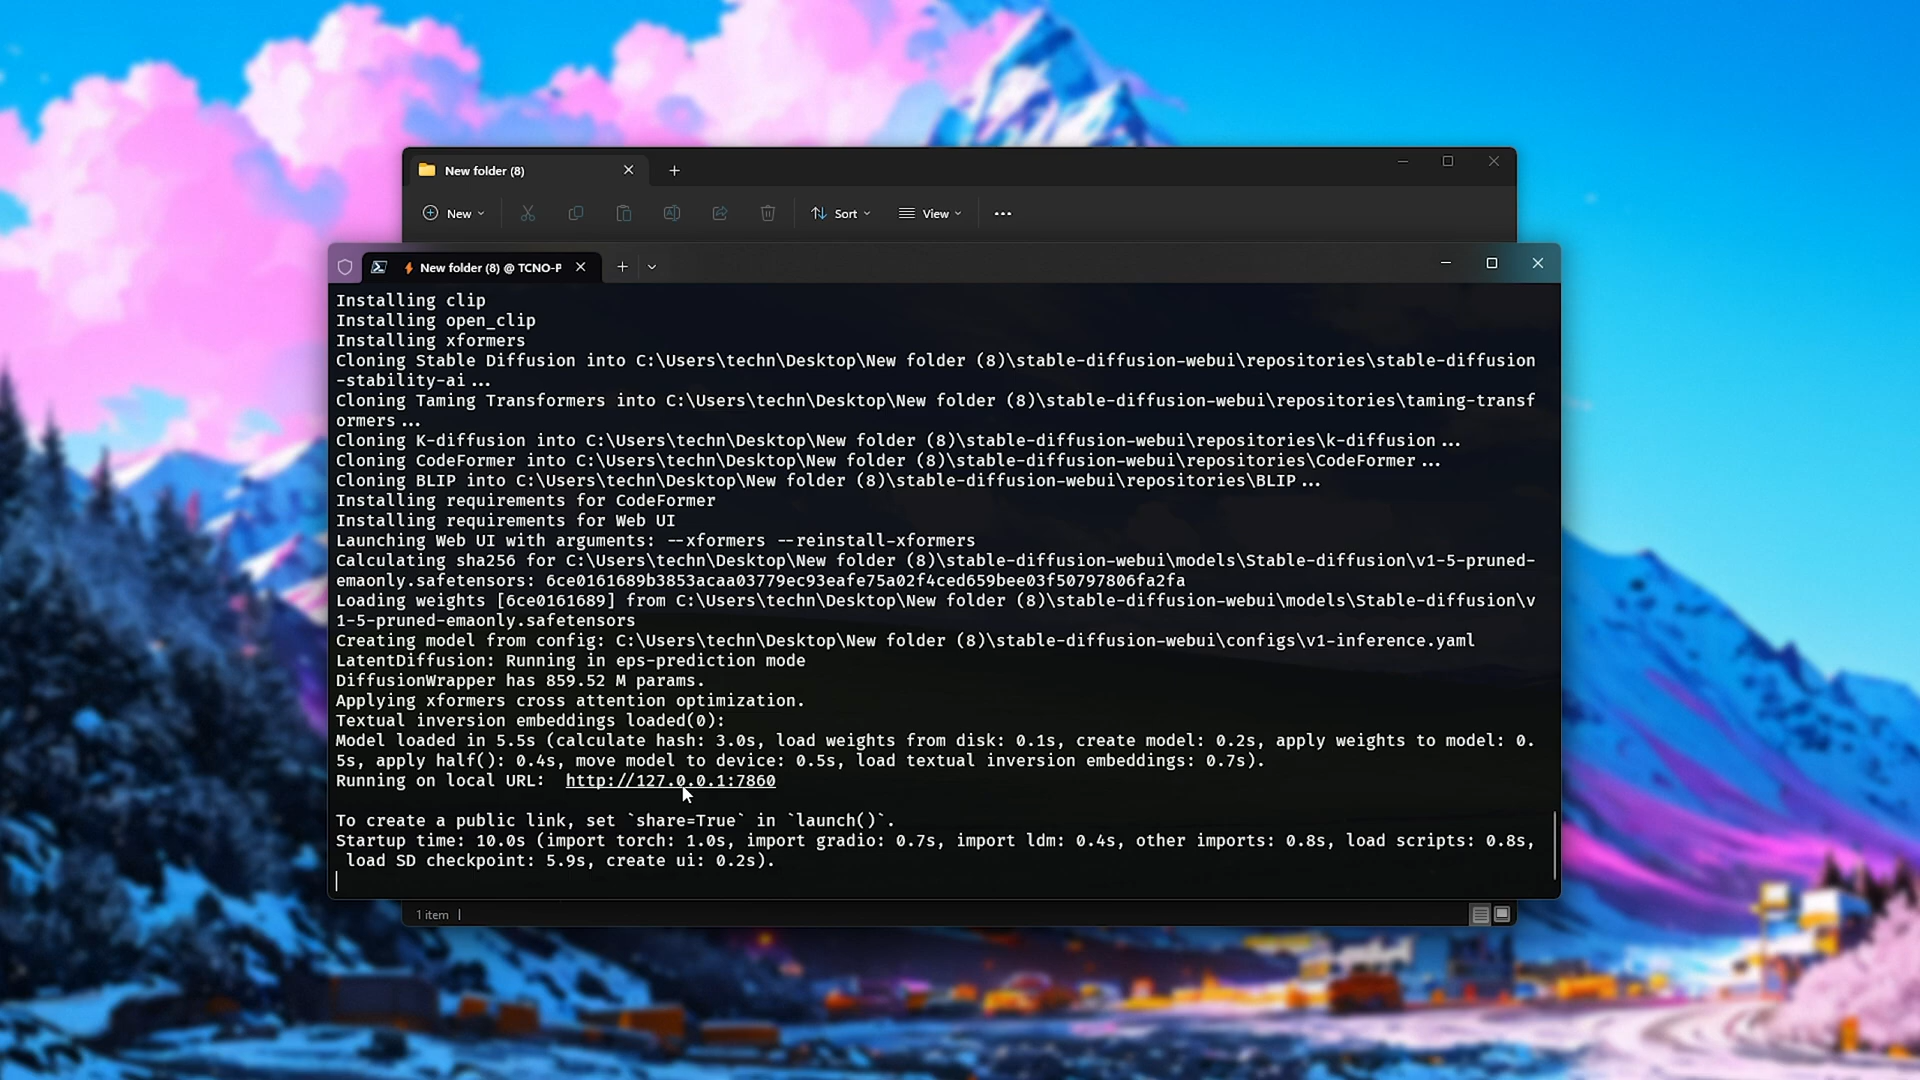 New folder (8)
New
Sort
View
New folder (8) @ TCNO-P
Installing clip
Installing open_clip
Installing xformers
Cloning Stable Diffusion into C:\Users\techn\Desktop\New folder (8)\stable-diffusion-webui\repositories\stable-diffusion
-stability-ai...
Cloning Taming Transformers into C:\Users\techn\Desktop\New folder (8)\stable-diffusion-webui\repositories\taming-transf
ormers...
Cloning K-diffusion into C:\Users\techn\Desktop\New folder (8)\stable-diffusion-webui\repositories\k-diffusion...
Cloning CodeFormer into C:\Users\techn\Desktop\New folder (8)\stable-diffusion-webui\repositories\CodeFormer...
Cloning BLIP into C:\Users\techn\Desktop\New folder (8)\stable-diffusion-webui\repositories\BLIP...
Installing requirements for CodeFormer
Installing requirements for Web UI
Launching Web UI with arguments: --xformers --reinstall-xformers
Calculating sha256 for C:\Users\techn\Desktop\New folder (8)\stable-diffusion-webui\models\Stable-diffusion\v1-5-pruned-
emaonly.safetensors: 6ce0161689b3853acaa03779ec93eafe75a02f4ced659bee03f50797806fa2fa
Loading weights [6ce0161689] from C:\Users\techn\Desktop\New folder (8)\stable-diffusion-webui\models\Stable-diffusion\v
1-5-pruned-emaonly.safetensors
Creating model from config: C:\Users\techn\Desktop\New folder (8)\stable-diffusion-webui\configs\v1-inference.yaml
LatentDiffusion: Running in eps-prediction mode
DiffusionWrapper has 859.52 M params.
Applying xformers cross attention optimization.
Textual inversion embeddings loaded(0):
Model loaded in 5.5s (calculate hash: 3.0s, load weights from disk: 0.1s, create model: 0.2s, apply weights to model: 0.
5s, apply half(): 0.4s, move model to device: 0.5s, load textual inversion embeddings: 0.7s).
Running on local URL:  http://127.0.0.1:7860
To create a public link, set `share=True` in `launch()`.
Startup time: 10.0s (import torch: 1.0s, import gradio: 0.7s, import ldm: 0.4s, other imports: 0.8s, load scripts: 0.8s,
 load SD checkpoint: 5.9s, create ui: 0.2s).
1 item